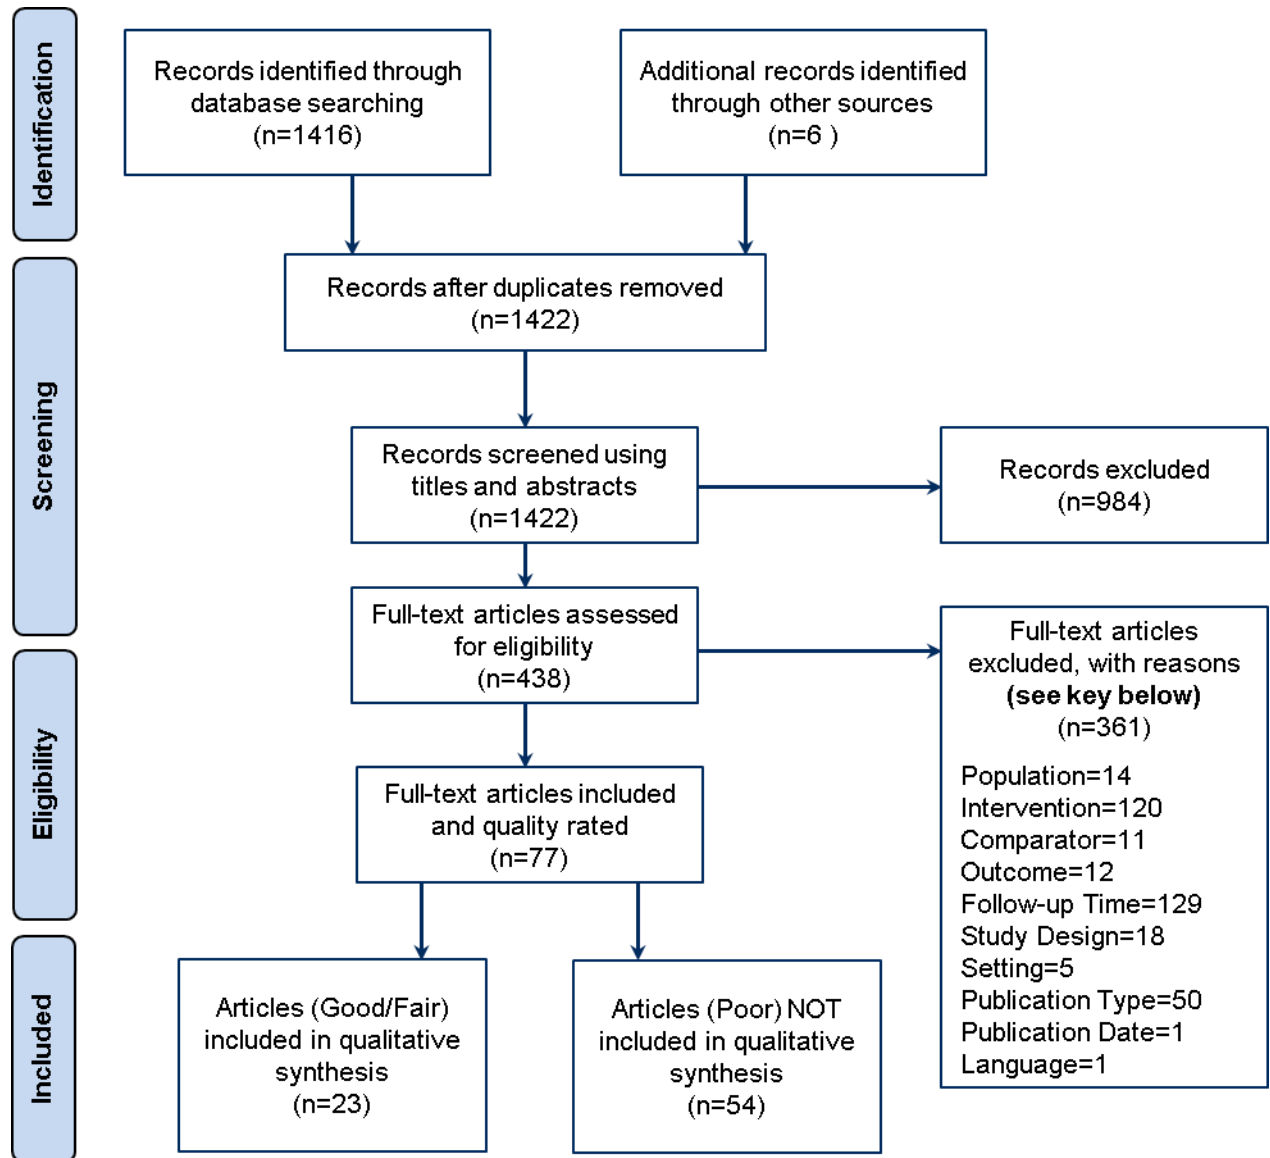 Identification
Records identified through
database searching
(n=1416)
Additional records identified
through other sources
(n=6 )
Screening
Records after duplicates removed
(n=1422)
Records screened using
titles and abstracts
(n=1422)
Records excluded
(n=984)
Full-text articles assessed
for eligibility
(n=438)
Full-text articles
excluded, with reasons
(see key below)
(n=361)
Population=14
Intervention=120
Comparator=11
Outcome=12
Follow-up Time=129
Study Design=18
Setting=5
Publication Type=50
Publication Date=1
Language=1
Eligibility
Full-text articles included
and quality rated
(n=77)
Included
Articles (Good/Fair)
included in qualitative
synthesis
(n=23)
Articles (Poor) NOT
included in qualitative
synthesis
(n=54)